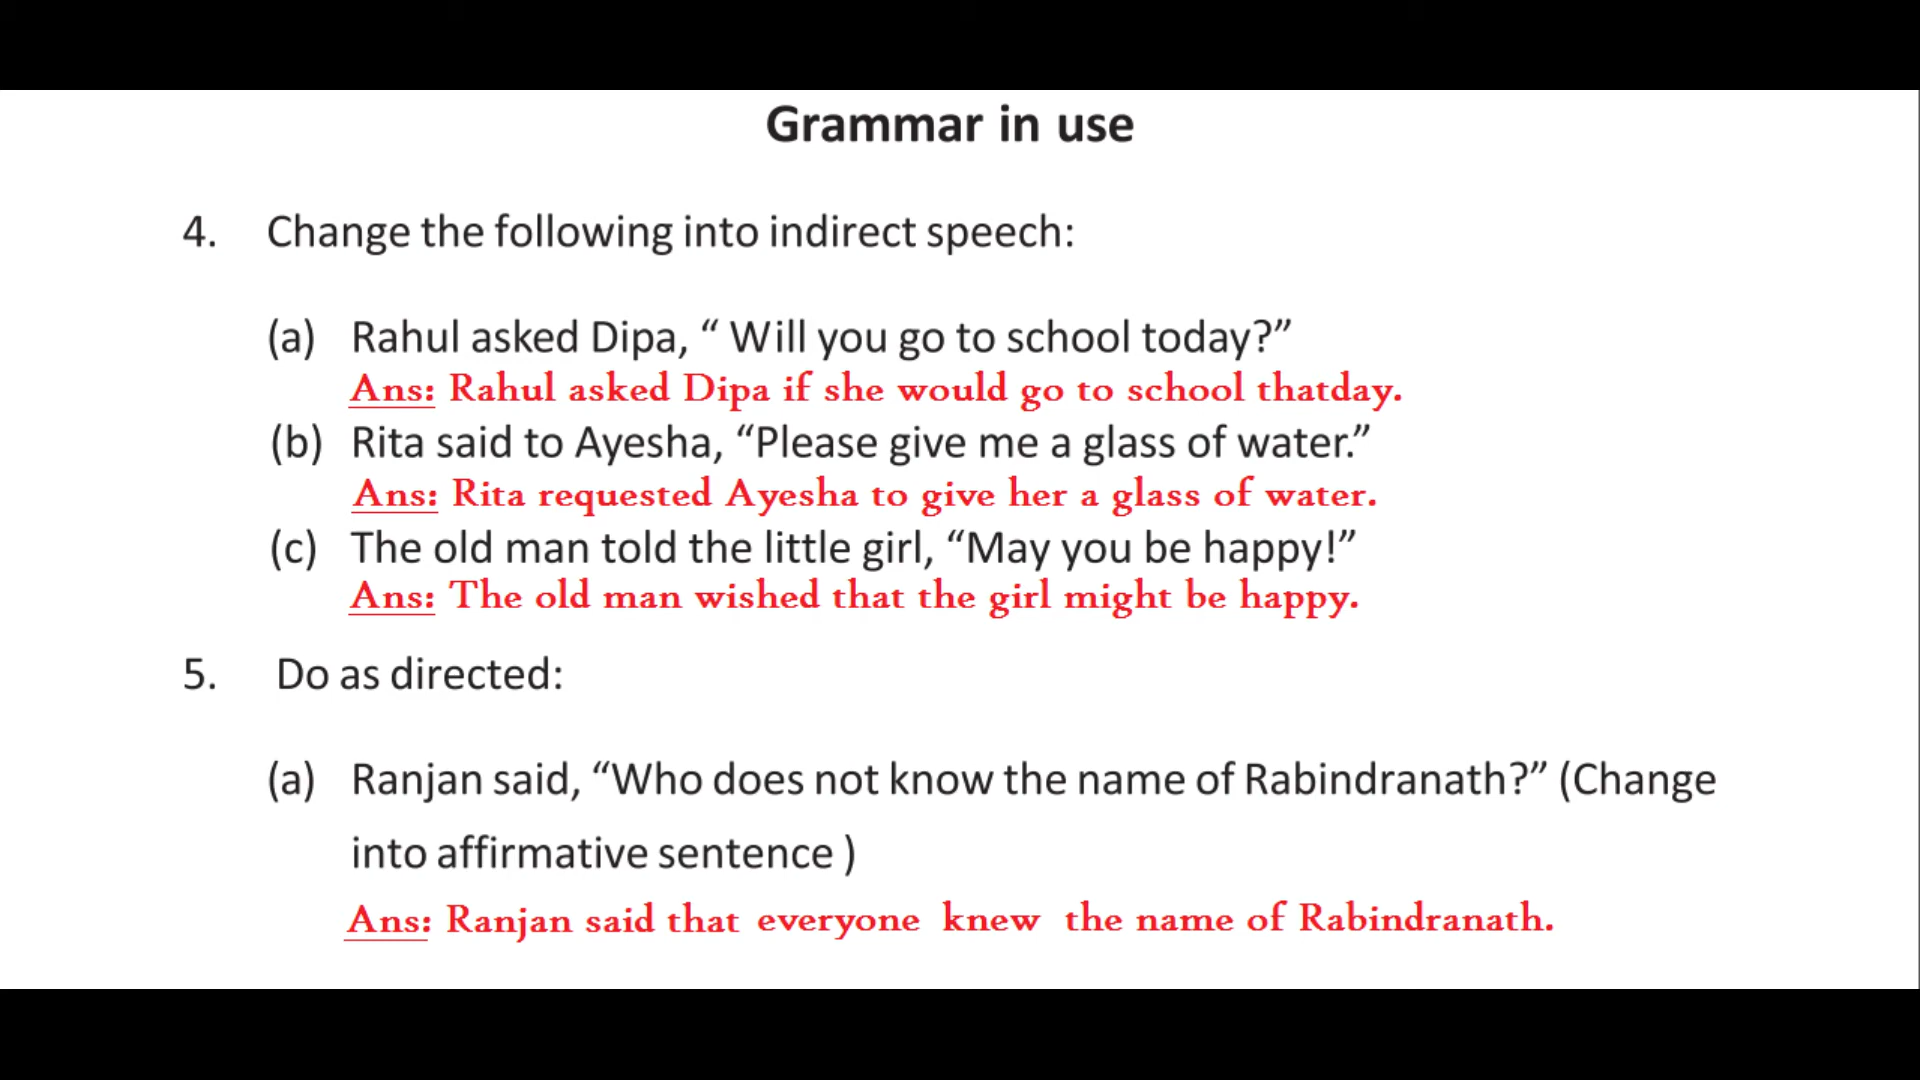 Grammar in use
4. Change the following into indirect speech:
(a) Rahul asked Dipa, “ Will you go to school today?”
Ans: Rahul asked Dipa if she would go to school thatday.
(b) Rita said to Ayesha, “Please give me a glass of water.”
Ans: Rita requested Ayesha to give her a glass of water.
(c) The old man told the little girl, “May you be happy!”
Ans: The old man wished that the girl might be happy.
5. Do as directed:
(a) Ranjan said, “Who does not know the name of Rabindranath?” (Change
into affirmative sentence )
Ans: Ranjan said that everyone knew the name of Rabindranath.